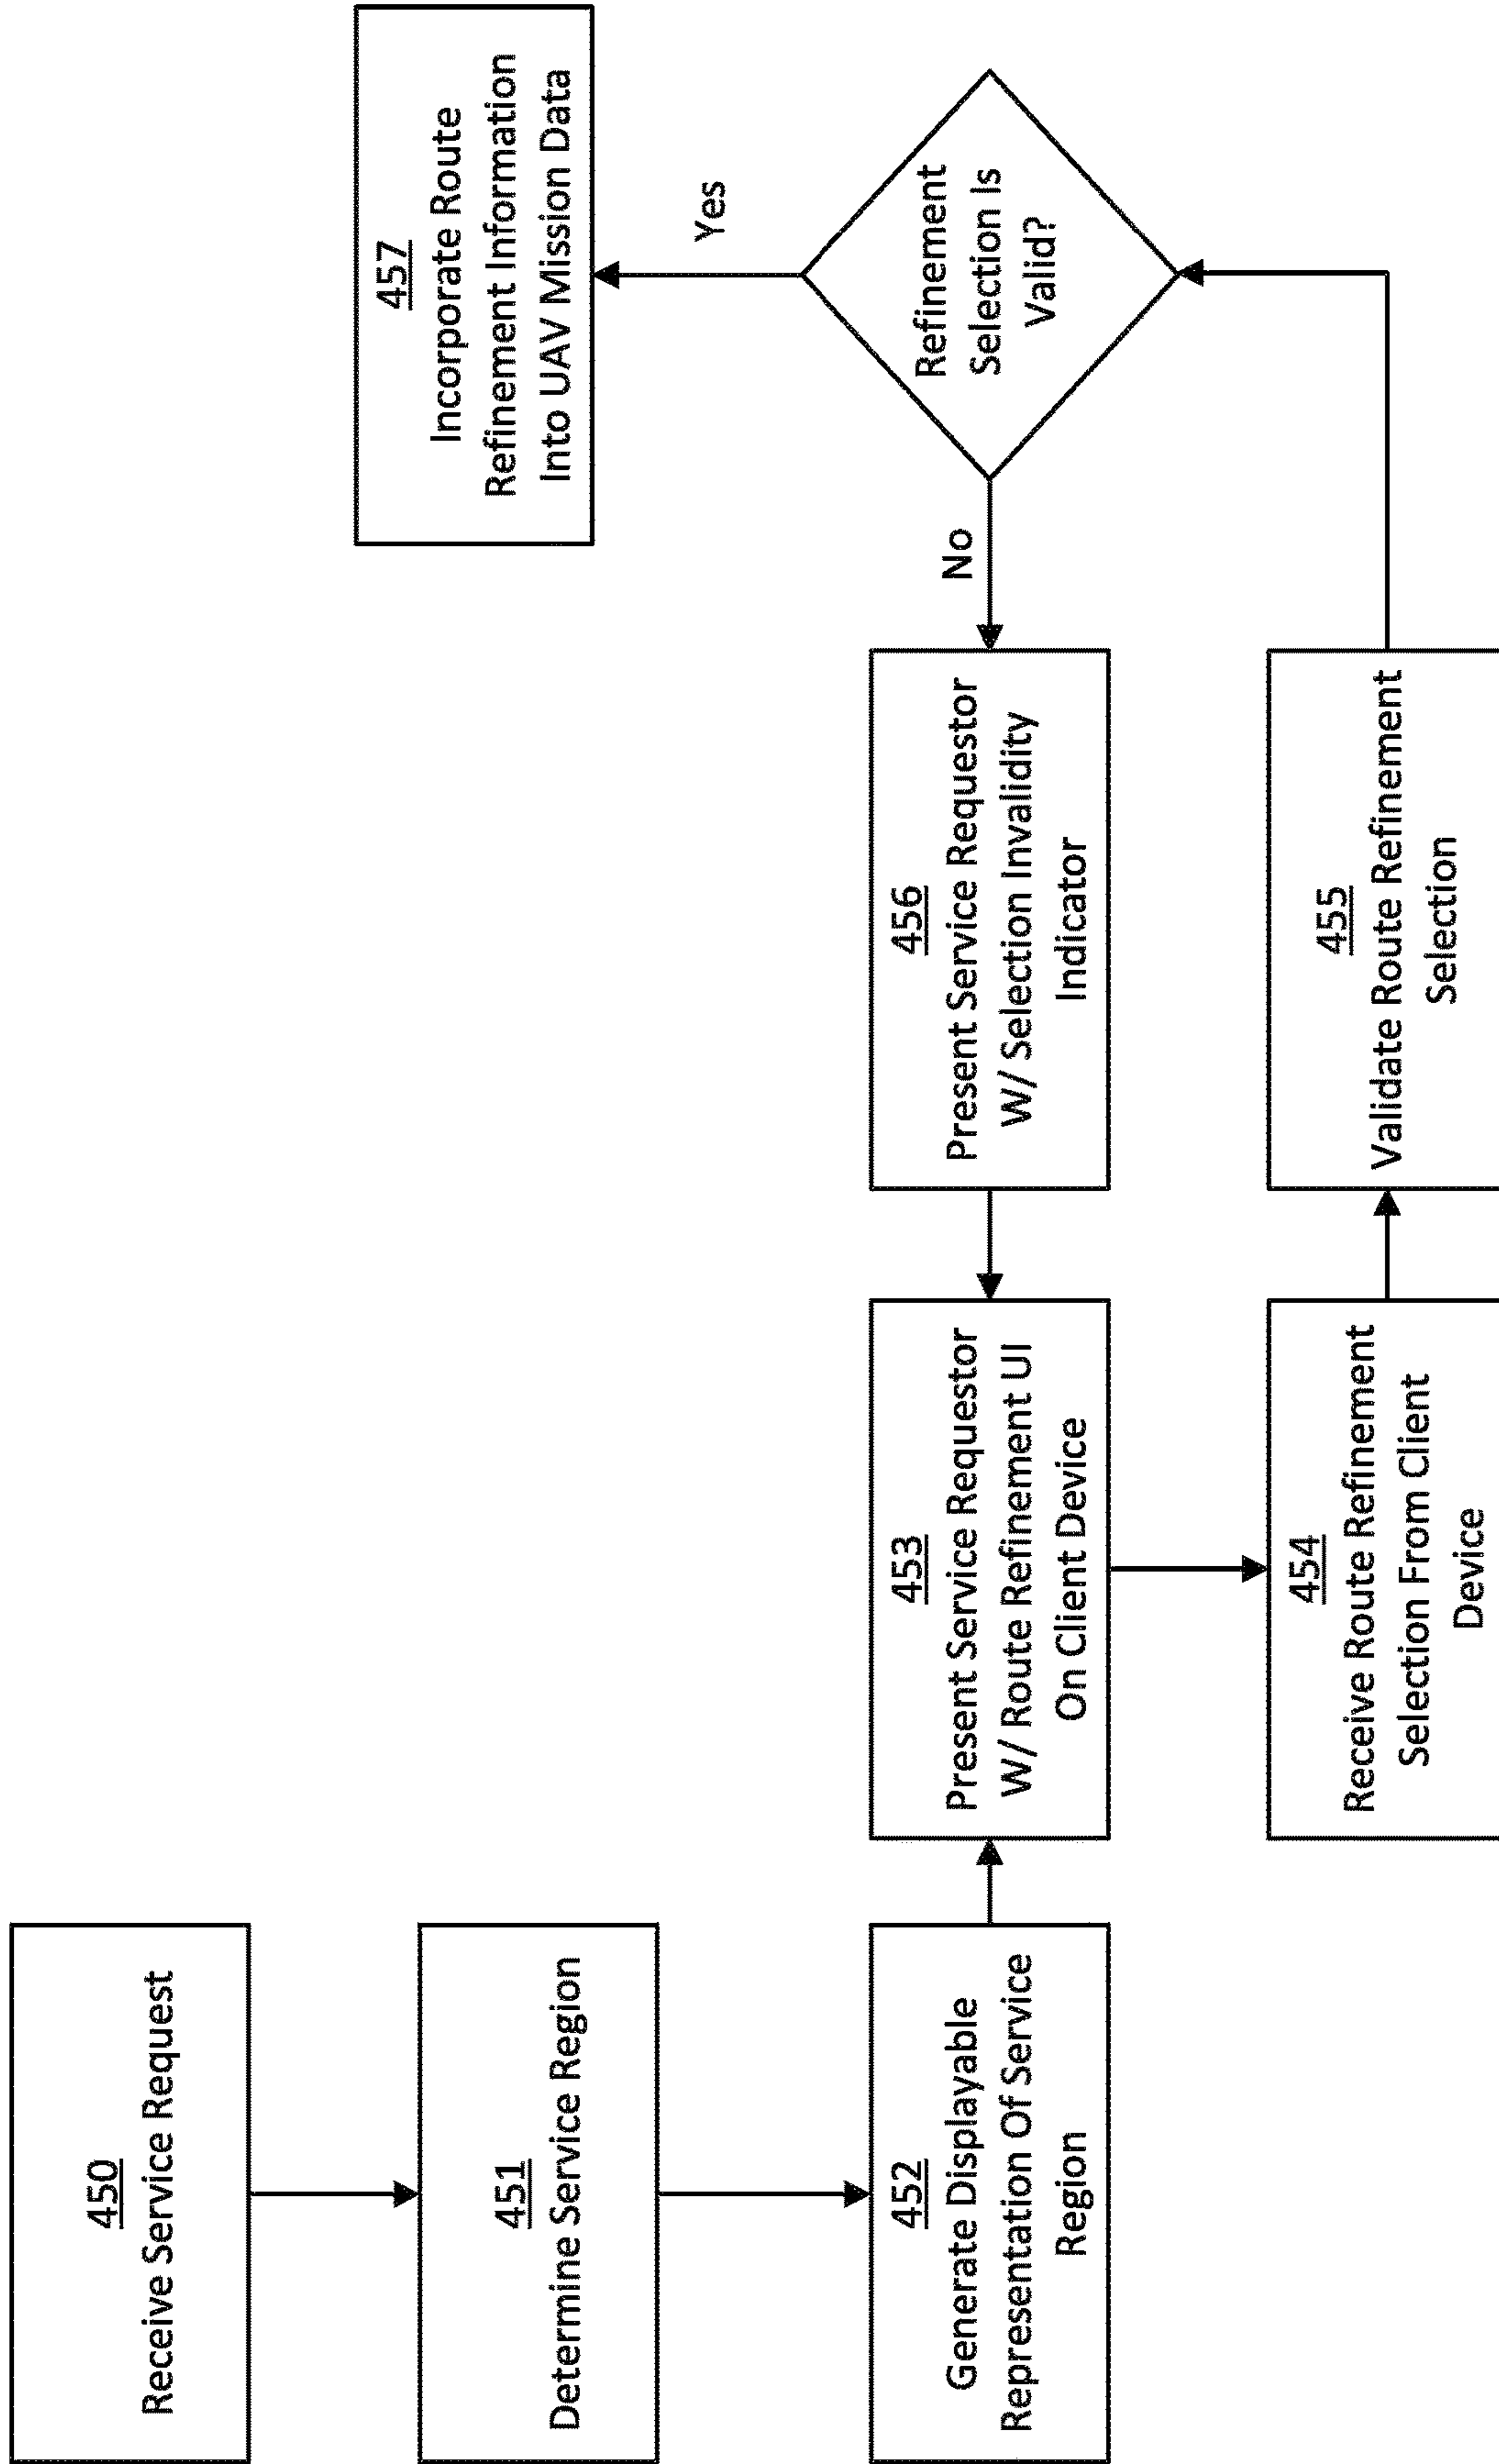 450
Receive Service Request
451
Determine Service Region
452
Generate Displayable
Representation Of Service
Region
453
Present Service Requestor
W/ Route Refinement UI
On Client Device
454
Receive Route Refinement
Selection From Client
Device
455
Validate Route Refinement
Selection
456
Present Service Requestor
W/ Selection Invalidity
Indicator
No
Refinement
Selection Is
Valid?
Yes
457
Incorporate Route
Refinement Information
Into UAV Mission Data